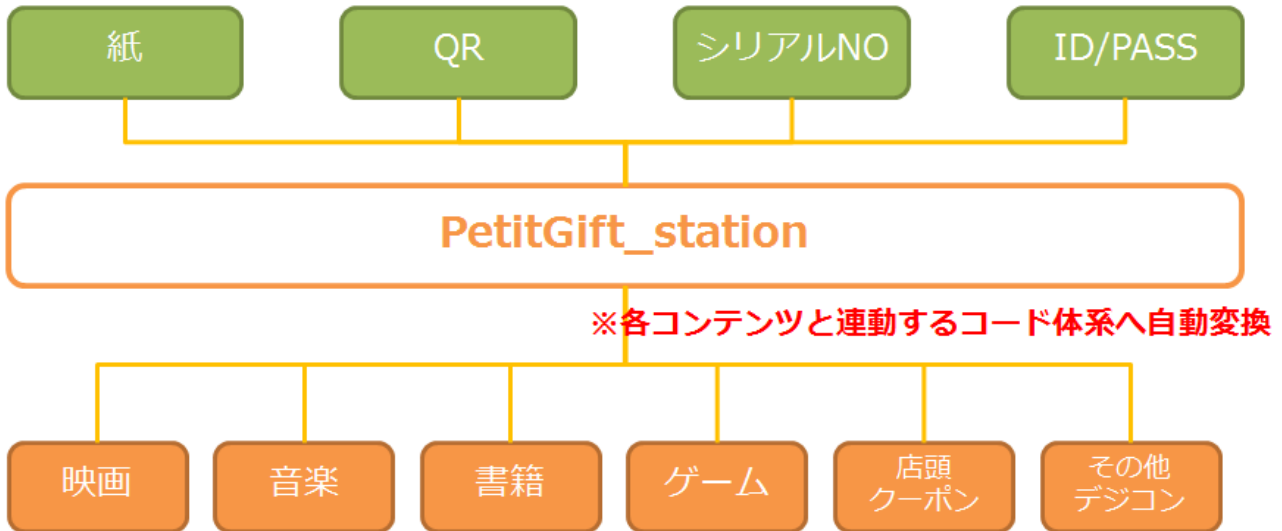 紙
QR
シリアルNO
ID/PASS
PetitGift_station
※各コンテンツと連動するコード体系へ自動変換
映画
音楽
書籍
ゲーム
店頭
クーポン
その他
デジコン